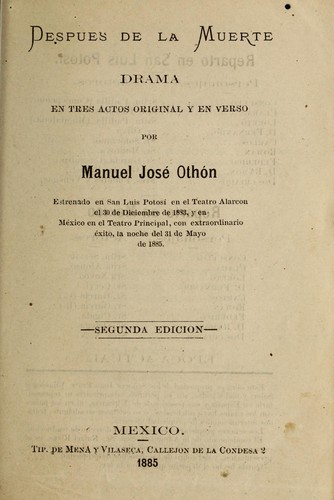 DESPUES DE LA MUERTE
DRAMA
EN TRES ACTOS ORIGINAL Y EN VERSO
POR
Manuel José Othón
Estrenado en San Luis Potosí en el Teatro Alarcon
el 30 de Diciembre de 1883, y en
México en el Teatro Principal, con extraordinario
éxito, la noche del 31 de Mayo
de 1885.
—SEGUNDA EDICION—
MEXICO.
TIP. DE MENA Y VILASECA, CALLEJON DE LA CONDESA 2
1885